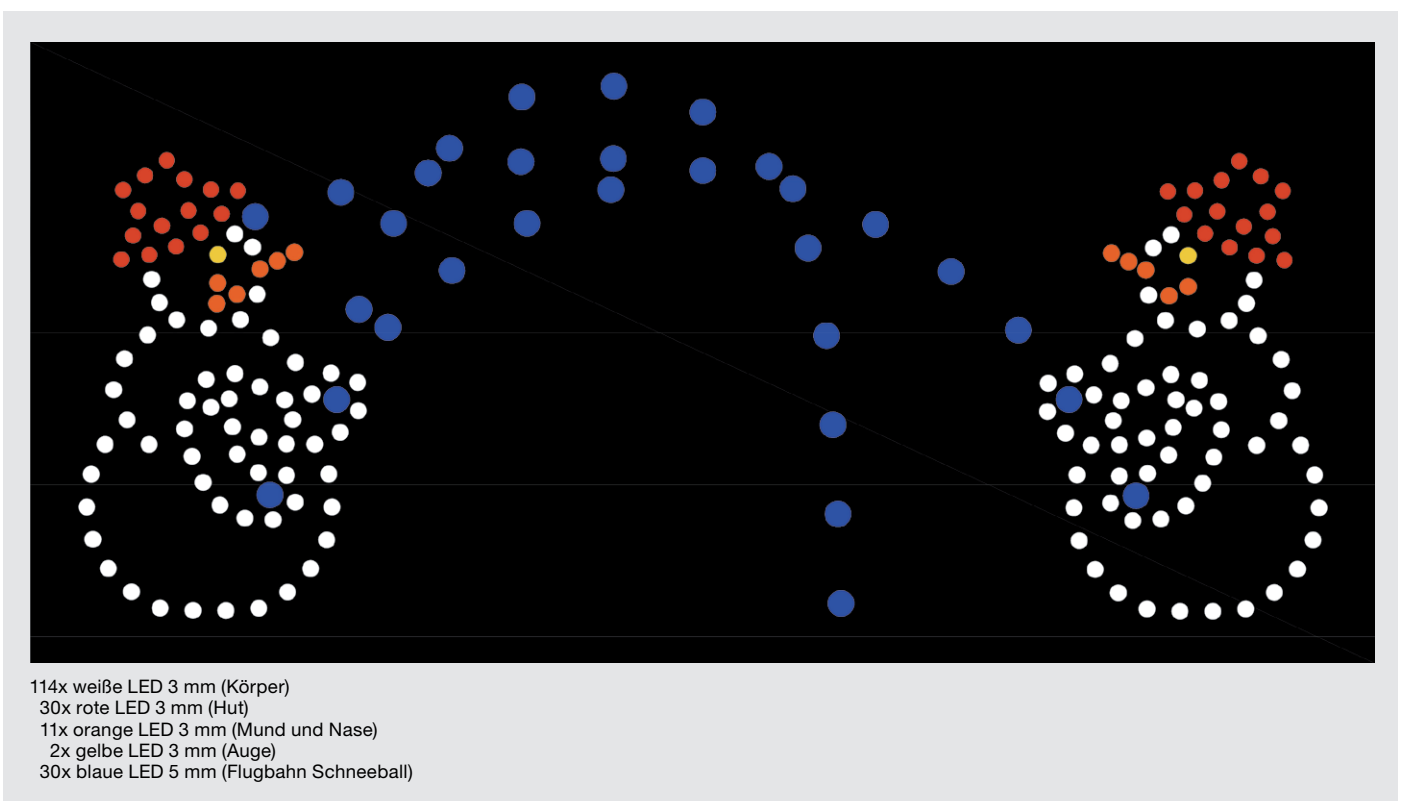 114x weiße LED 3 mm (Körper)
30x rote LED 3 mm (Hut)
11x orange LED 3 mm (Mund und Nase)
2x gelbe LED 3 mm (Auge)
30x blaue LED 5 mm (Flugbahn Schneeball)